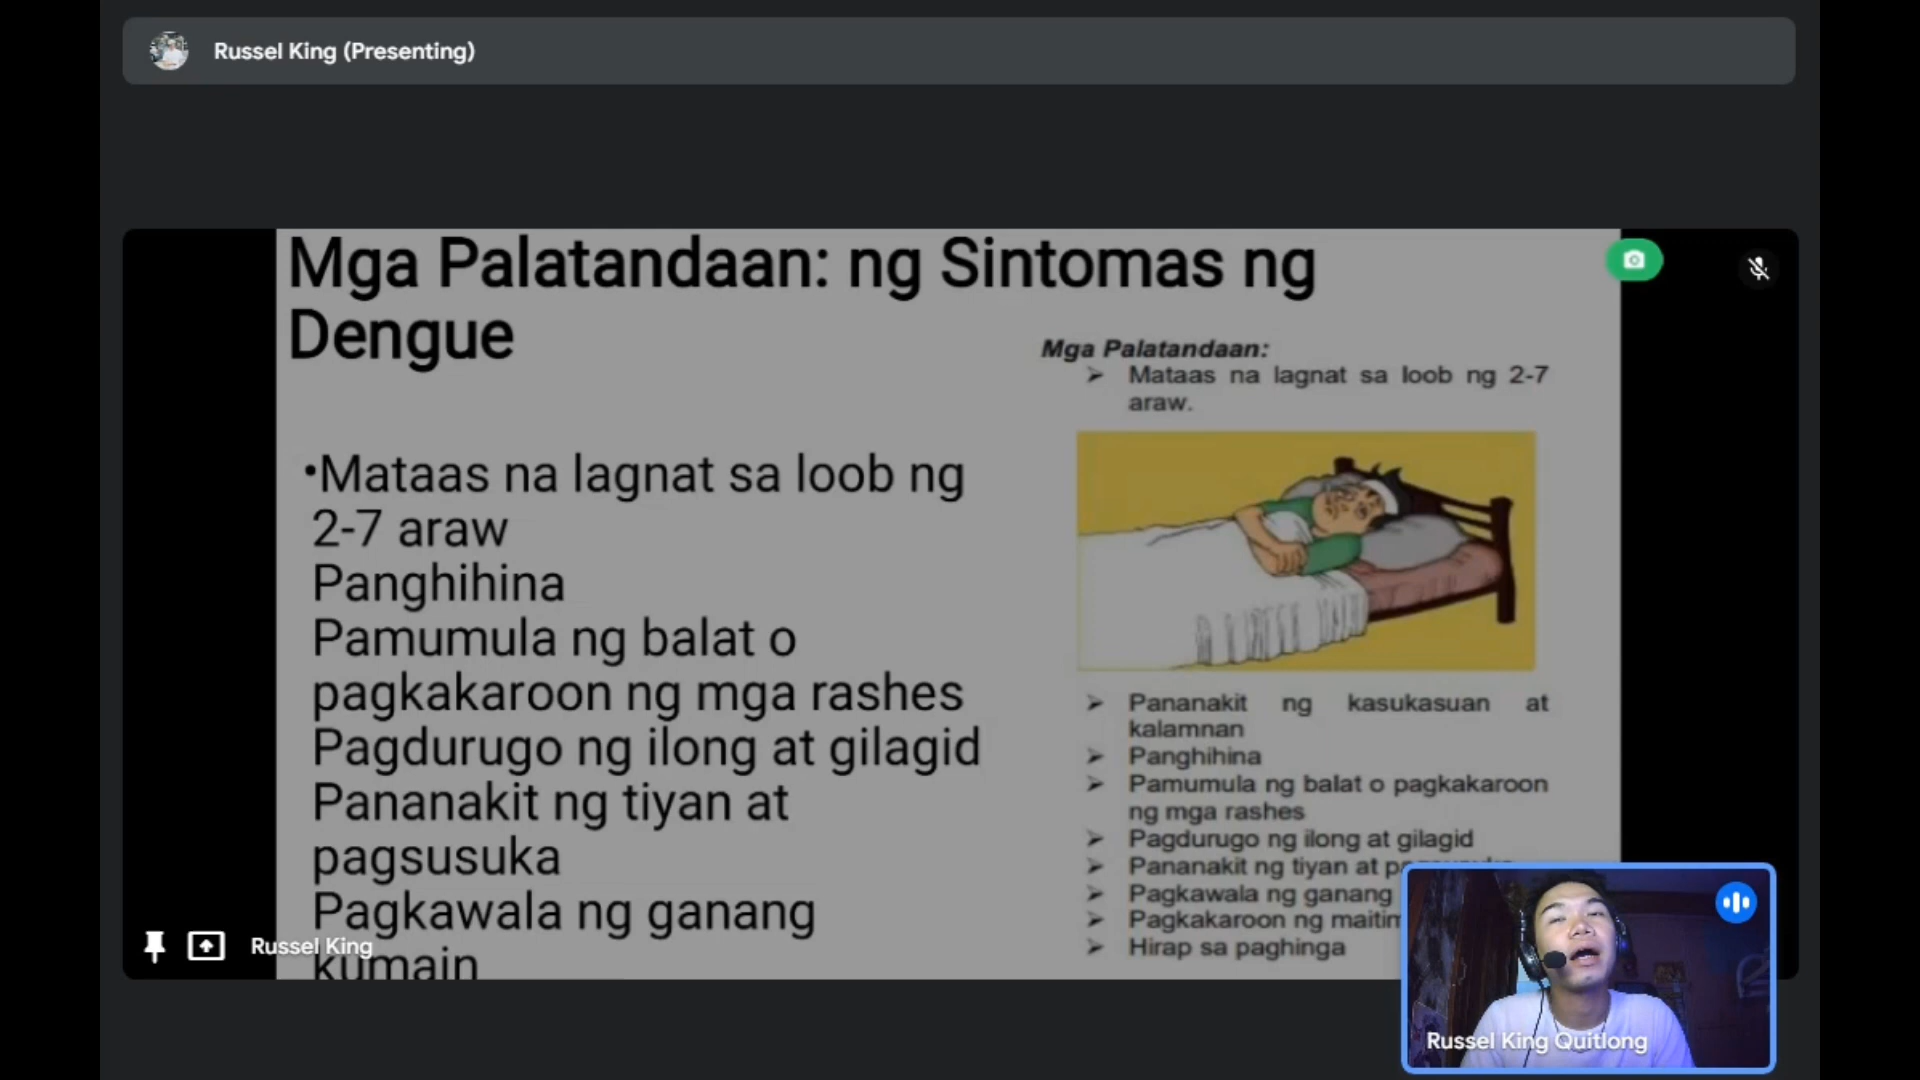 Russel King (Presenting)
Mga Palatandaan: ng Sintomas ng
Dengue
•Mataas na lagnat sa loob ng
2-7 araw
Panghihina
Pamumula ng balat o
pagkakaroon ng mga rashes
Pagdurugo ng ilong at gilagid
Pananakit ng tiyan at
pagsusuka
Pagkawala ng ganang
kumain
Mga Palatandaan:
➢ Mataas na lagnat sa loob ng 2-7
araw.
➢ Pananakit ng kasukasuan at
kalamnan
➢ Panghihina
➢ Pamumula ng balat o pagkakaroon
ng mga rashes
➢ Pagdurugo ng ilong at gilagid
➢ Pananakit ng tiyan at
➢ Pagkawala ng ganang
➢ Pagkakaroon ng
➢ Hirap sa paghinga
Russel King
Russel King Quitlong